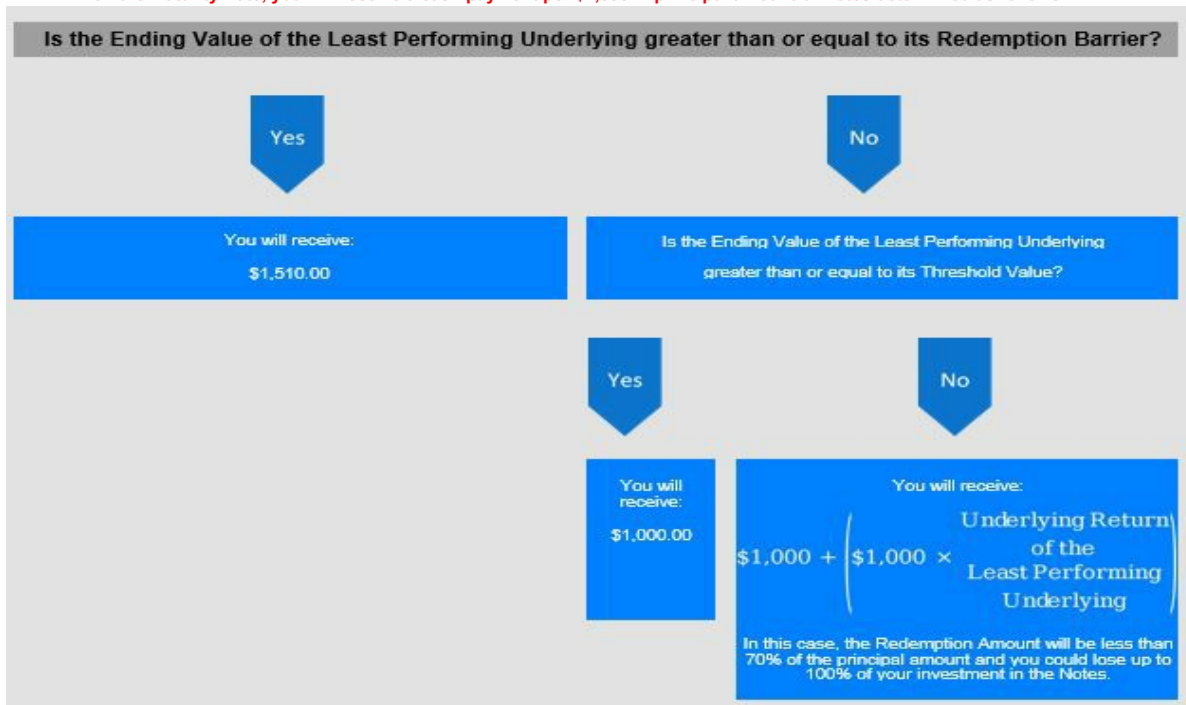 Is the Ending Value of the Least Performing Underlying greater than or equal to its Redemption Barrier?
Yes
No
You will receive:
$1,510.00
Is the Ending Value of the Least Performing Underlying
greater than or equal to its Threshold Value?
Yes
No
You will
receive:
$1,000.00
You will receive:
$1,000 + ($1,000 × Underlying Return
of the
Least Performing
Underlying)
In this case, the Redemption Amount will be less than
70% of the principal amount and you could lose up to
100% of your investment in the Notes.